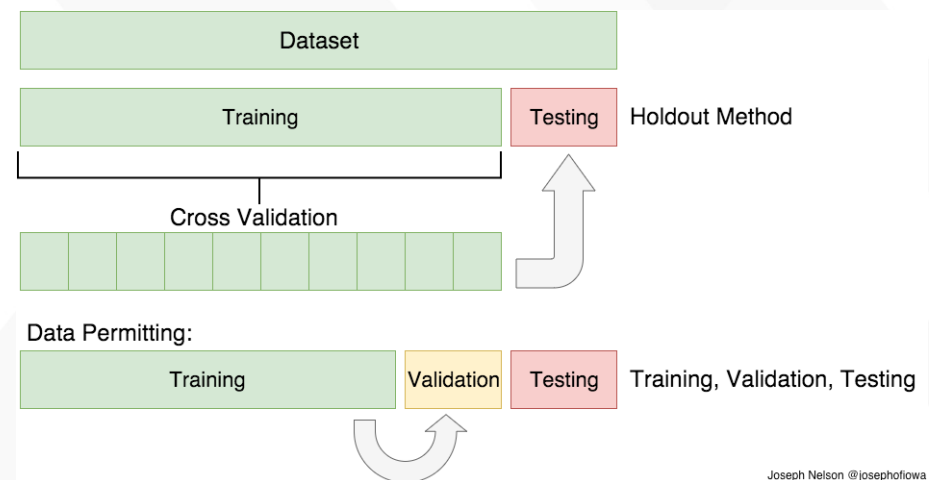 Dataset
Training
Testing
Holdout Method
Cross Validation
Data Permitting:
Training
Validation
Testing
Training, Validation, Testing
Joseph Nelson @josephofiowa